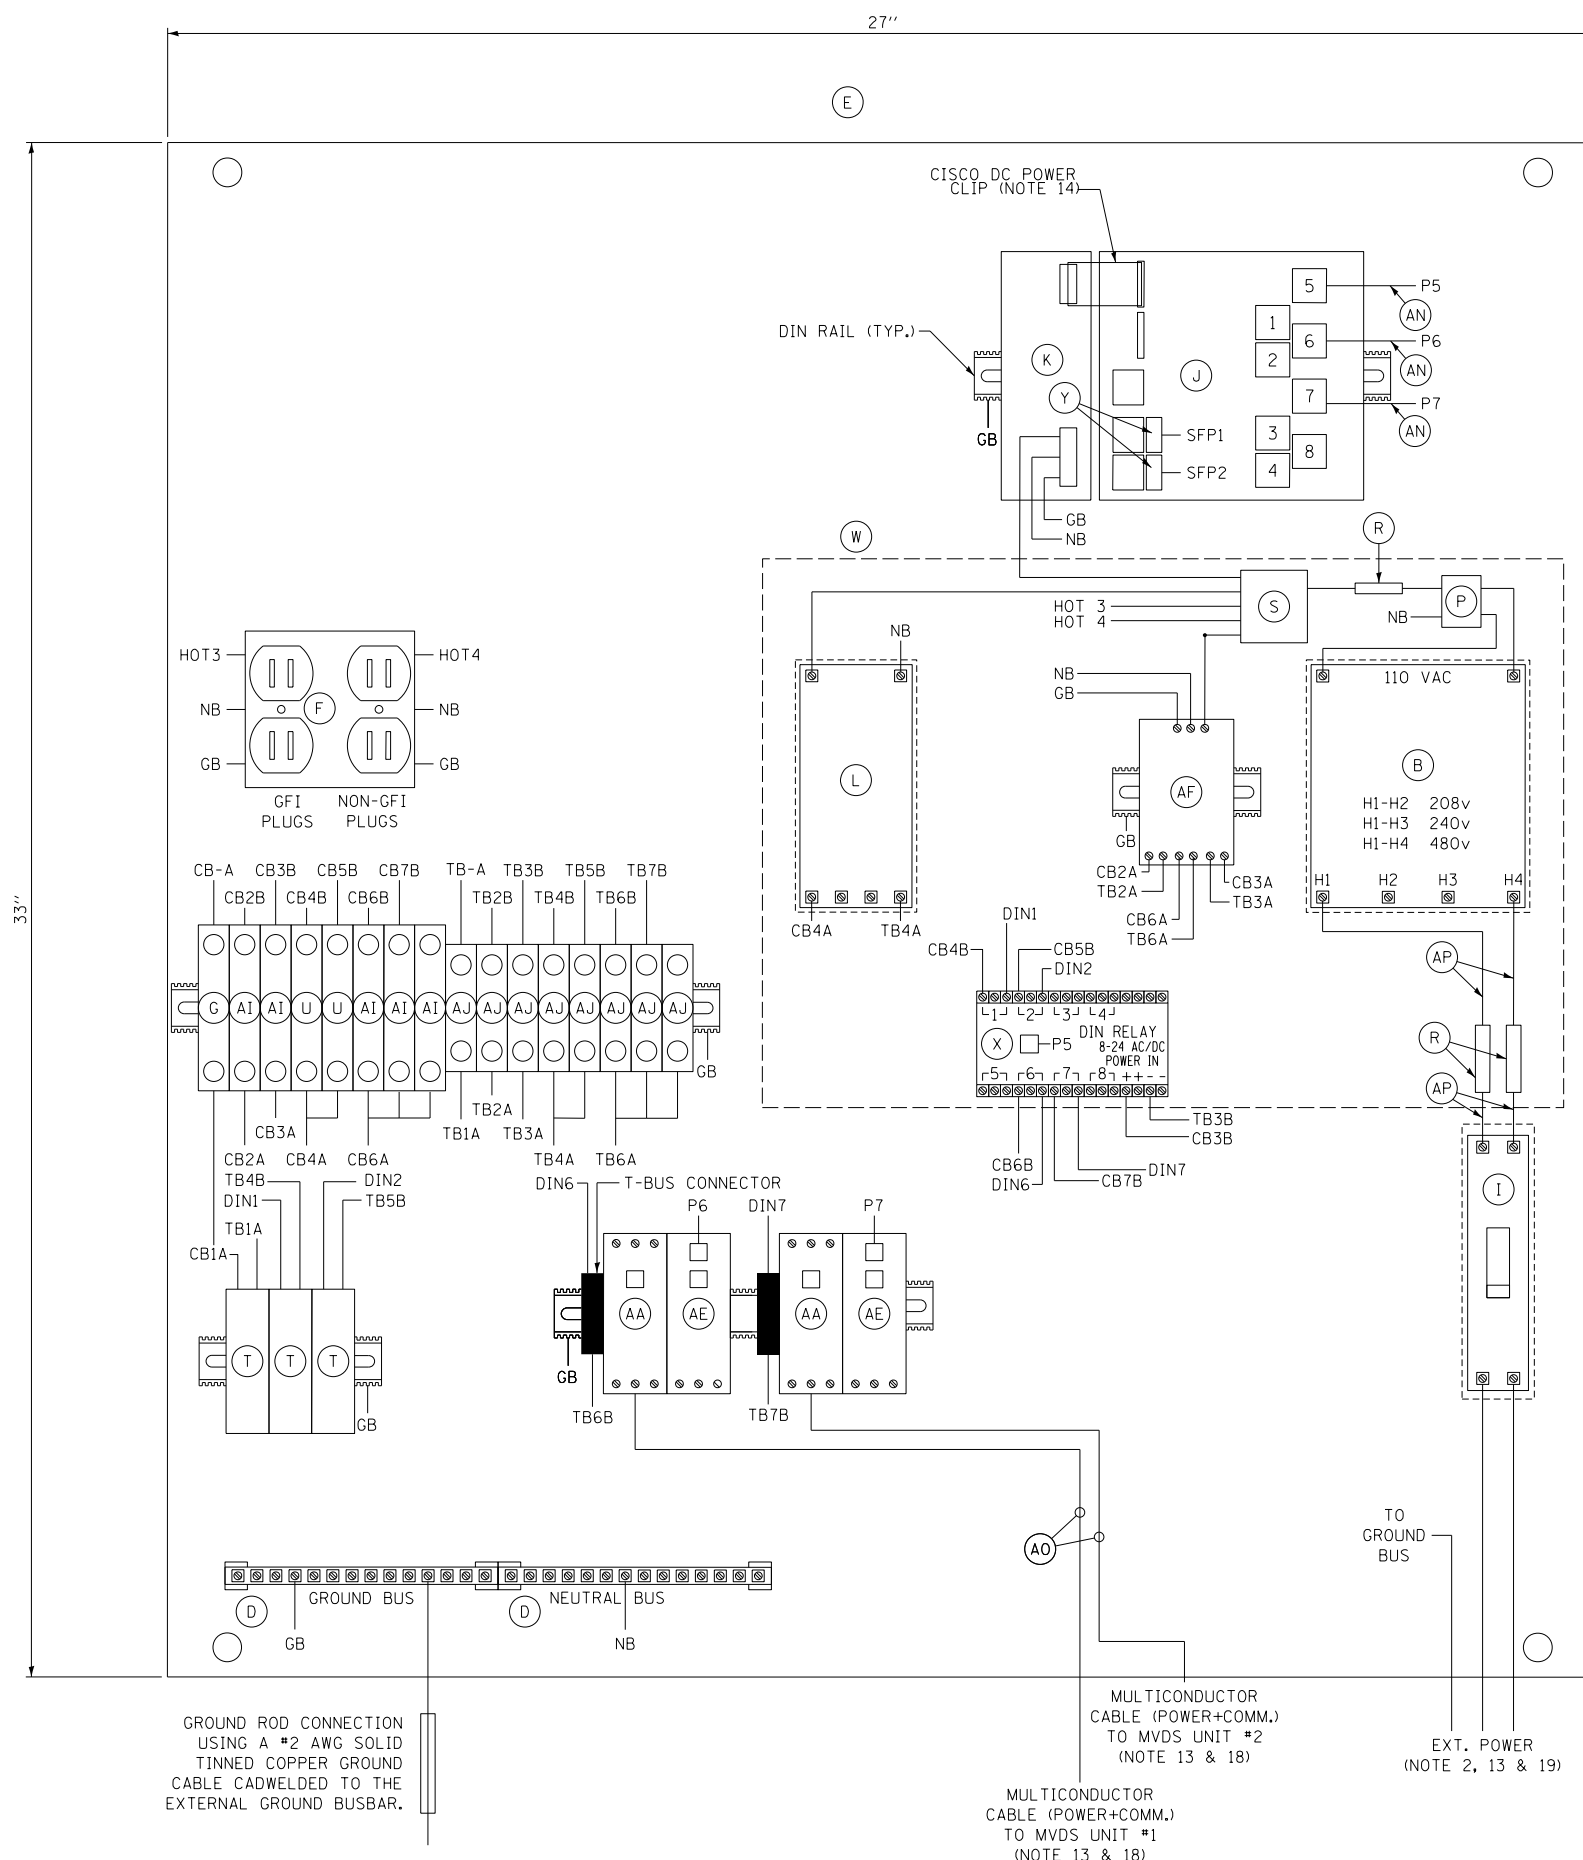 27''
E
CISCO DC POWER
CLIP (NOTE 14)
5
P5
AN
1
6
P6
2
AN
DIN RAIL (TYP.)
K
J
7
P7
AN
Y
GB
3
SFP1
8
4
SFP2
GB
NB
W
R
S
P
HOT 3
HOT 4
NB
NB
HOT3
HOT4
NB
F
NB
GB
GB
GFI
PLUGS
NON-GFI
PLUGS
NB
GB
110 VAC
L
AF
B
H1-H2 208v
H1-H3 240v
H1-H4 480v
GB
H1
H2
H3
H4
CB2A
TB2A
CB3A
TB3A
CB6A
TB6A
CB4A
TB4A
33''
CB-A
CB3B
CB5B
CB7B
TB-A
TB3B
TB5B
TB7B
CB2B
CB4B
CB6B
TB2B
TB4B
TB6B
G
AI
AI
U
U
AI
AI
AI
AJ
AJ
AJ
AJ
AJ
AJ
AJ
AJ
GB
DIN1
CB4B
CB5B
DIN2
1
2
3
4
X
P5
DIN RELAY
8-24 AC/DC
POWER IN
5
6
7
8
++--
TB3B
CB3B
CB6B
DIN6
DIN7
CB7B
AP
R
AP
TB2A
TB1A
TB3A
CB3A
CB2A
CB4A
CB6A
TB4A
TB6A
TB4B
DIN2
DIN1
TB5B
TB1A
CB1A
T
T
T
GB
DIN6
T-BUS CONNECTOR
P6
DIN7
P7
AA
AE
AA
AE
GB
TB6B
TB7B
I
AO
TO
GROUND
BUS
GROUND BUS
NEUTRAL BUS
D
D
GB
NB
GROUND ROD CONNECTION
USING A #2 AWG SOLID
TINNED COPPER GROUND
CABLE CADWELDED TO THE
EXTERNAL GROUND BUSBAR.
MULTICONDUCTOR
CABLE (POWER+COMM.)
TO MVDS UNIT #2
(NOTE 13 & 18)
EXT. POWER
(NOTE 2, 13 & 19)
MULTICONDUCTOR
CABLE (POWER+COMM.)
TO MVDS UNIT #1
(NOTE 13 & 18)